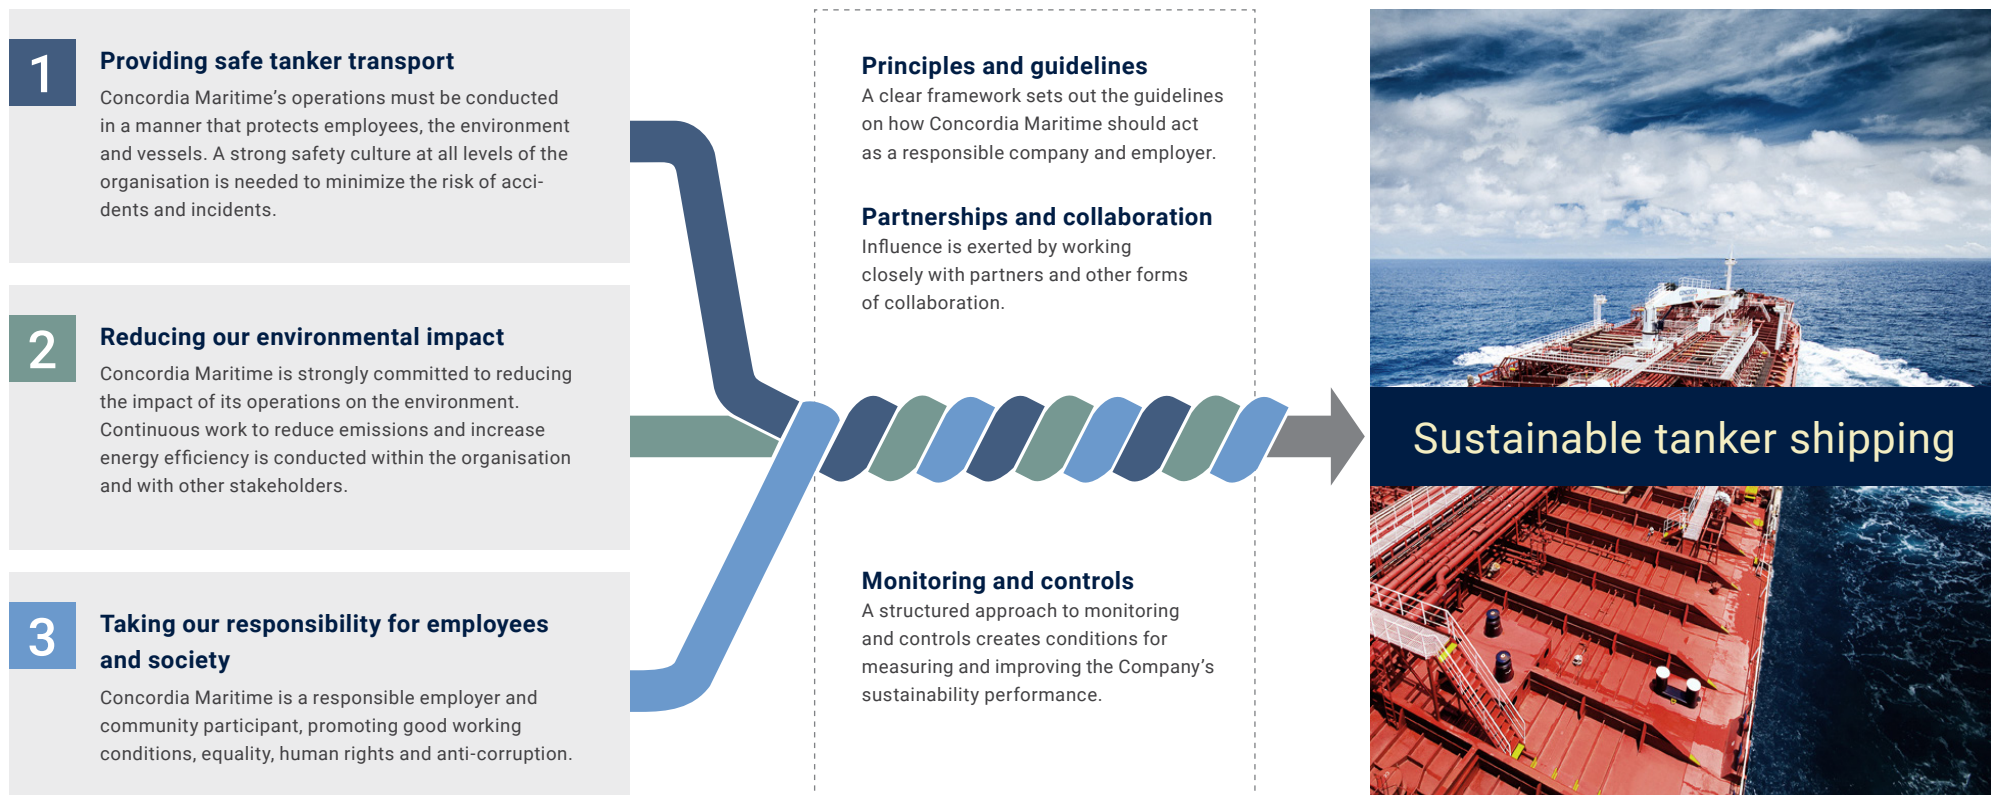 1
Providing safe tanker transport
Concordia Maritime’s operations must be conducted
in a manner that protects employees, the environment
and vessels. A strong safety culture at all levels of the
organisation is needed to minimize the risk of acci-
dents and incidents.
2
Reducing our environmental impact
Concordia Maritime is strongly committed to reducing
the impact of its operations on the environment.
Continuous work to reduce emissions and increase
energy efficiency is conducted within the organisation
and with other stakeholders.
3
Taking our responsibility for employees
and society
Concordia Maritime is a responsible employer and
community participant, promoting good working
conditions, equality, human rights and anti-corruption.
Principles and guidelines
A clear framework sets out the guidelines
on how Concordia Maritime should act
as a responsible company and employer.
Partnerships and collaboration
Influence is exerted by working
closely with partners and other forms
of collaboration.
Monitoring and controls
A structured approach to monitoring
and controls creates conditions for
measuring and improving the Company’s
sustainability performance.
Sustainable tanker shipping